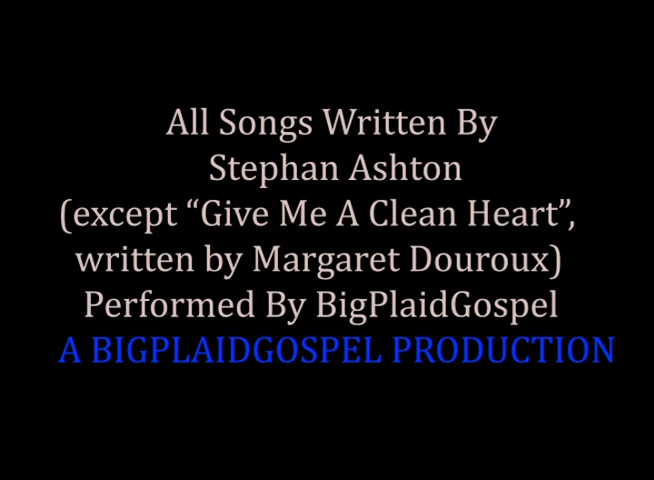 All Songs Written By
Stephan Ashton
(except “Give Me A Clean Heart”,
written by Margaret Douroux)
Performed By BigPlaidGospel
A BIGPLAIDGOSPEL PRODUCTION